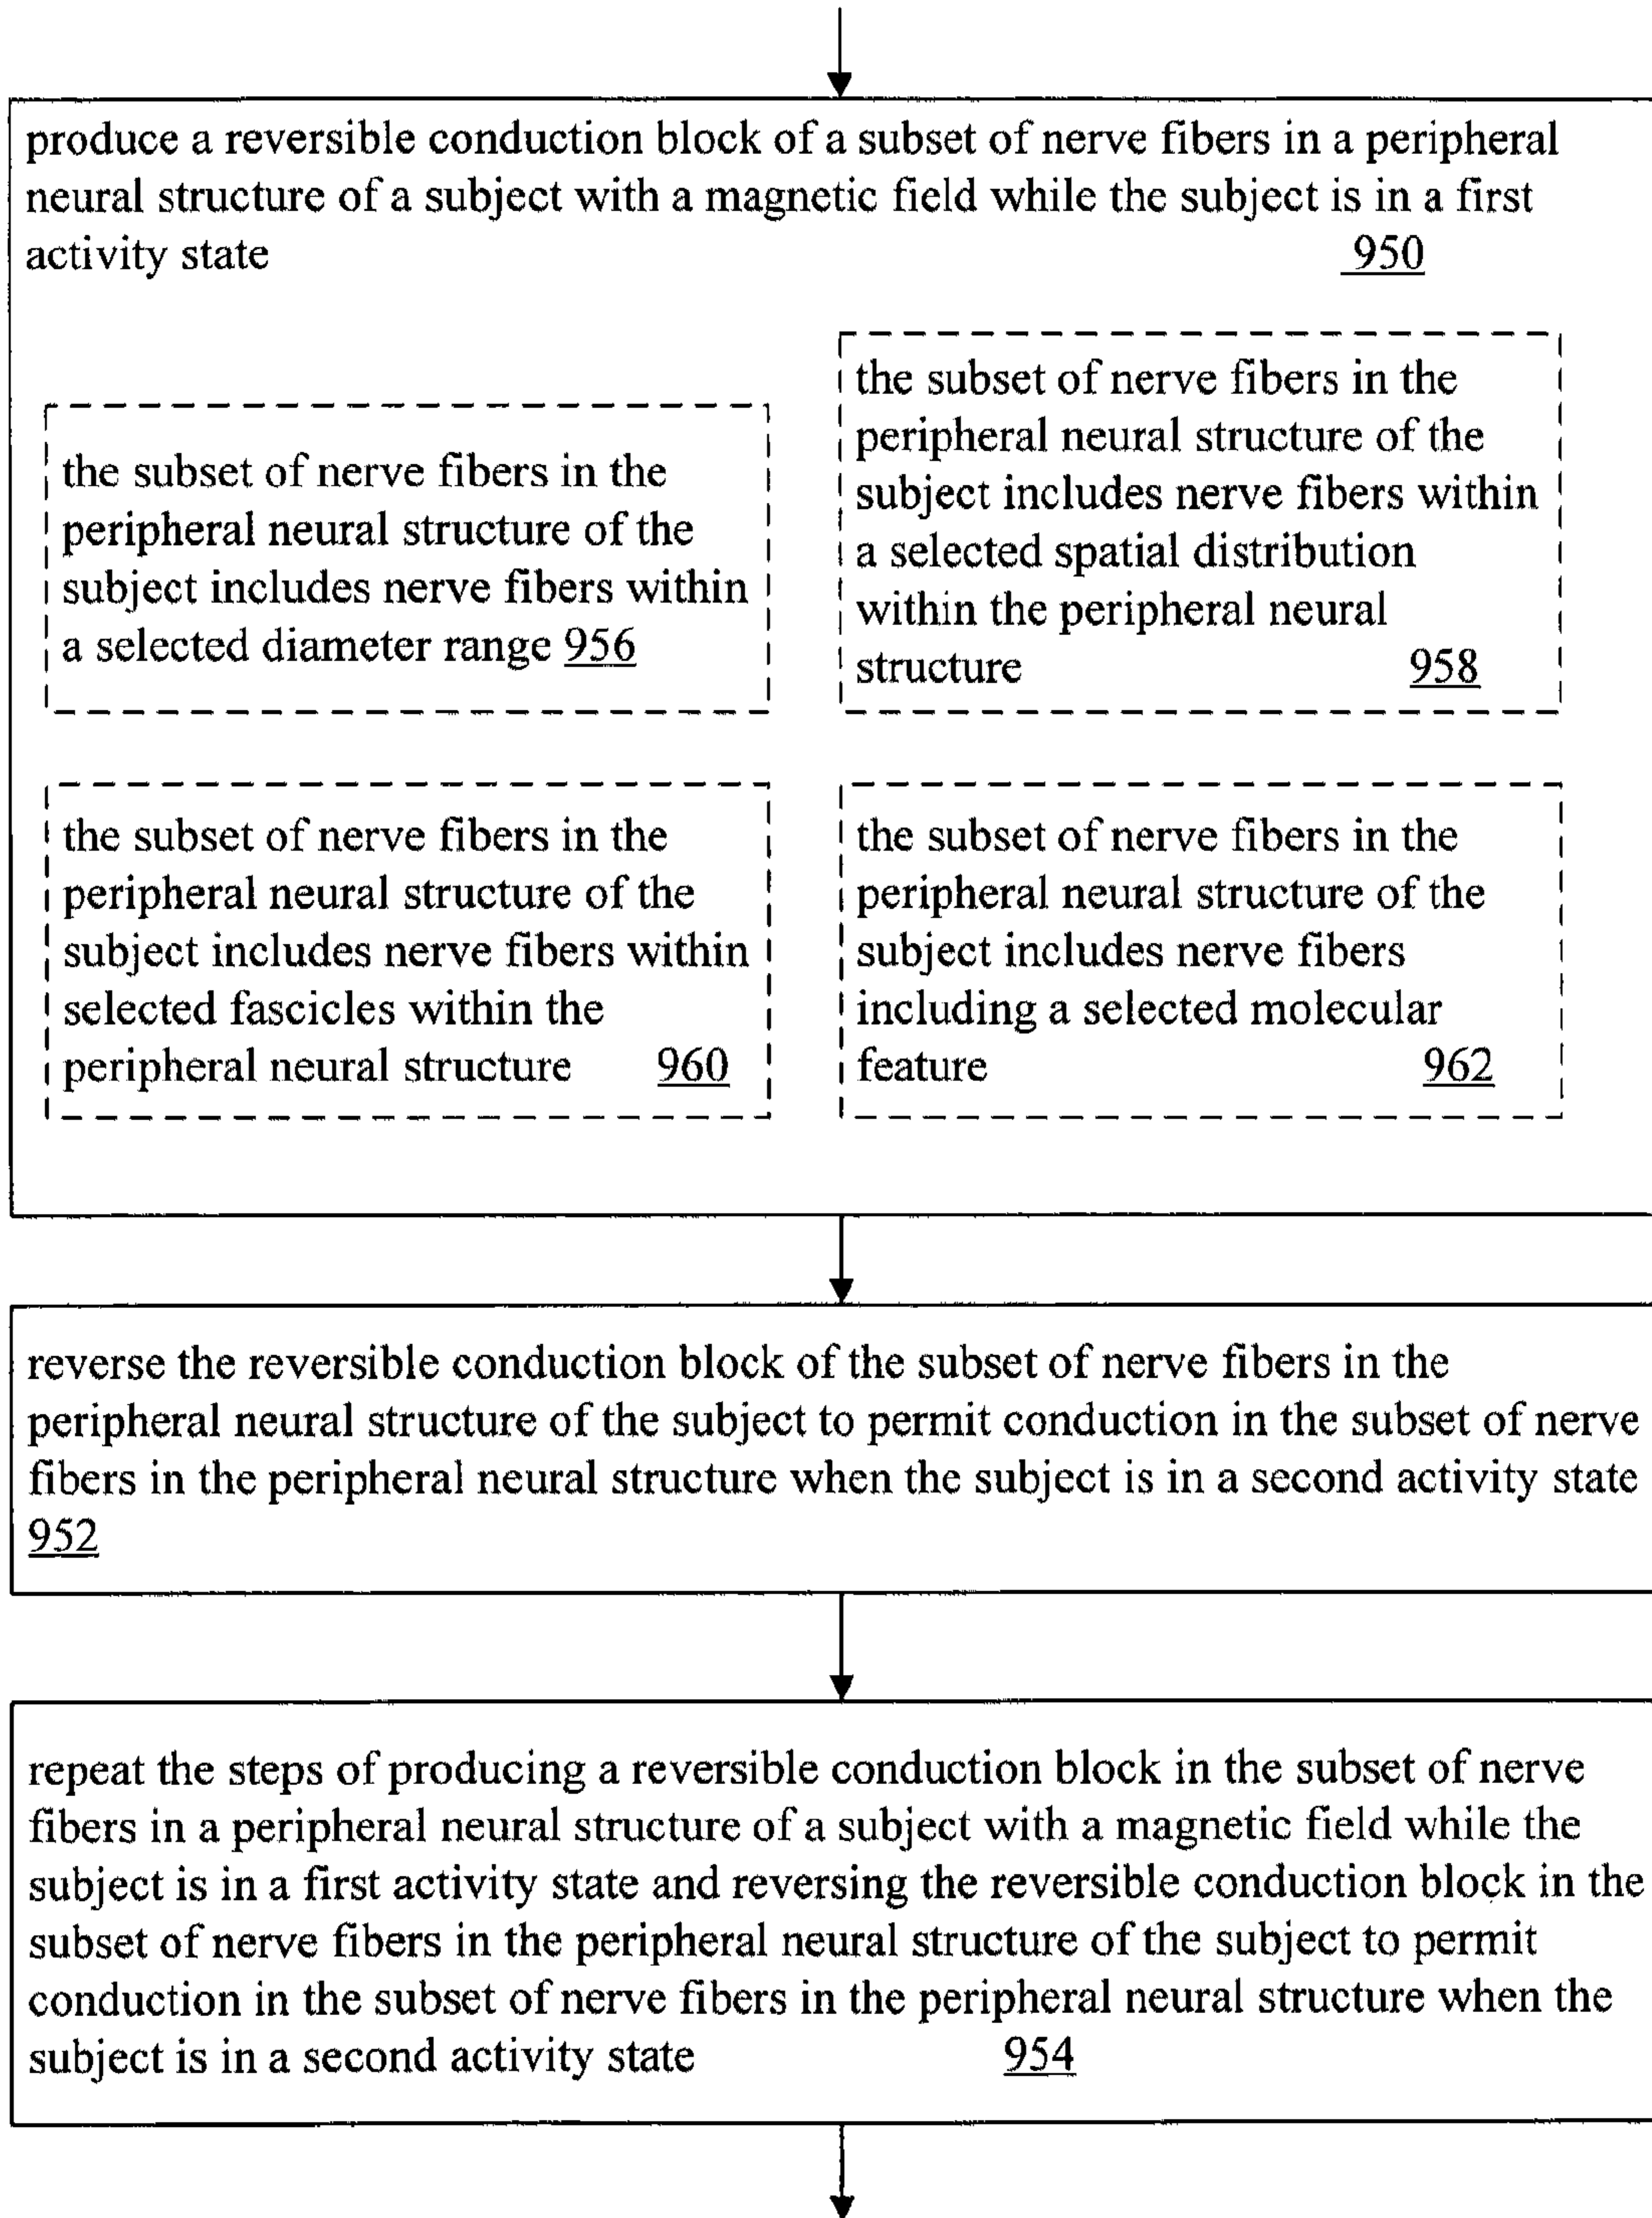 produce a reversible conduction block of a subset of nerve fibers in a peripheral
neural structure of a subject with a magnetic field while the subject is in a first
activity state 950
the subset of nerve fibers in the
peripheral neural structure of the
subject includes nerve fibers within
a selected diameter range 956
the subset of nerve fibers in the
peripheral neural structure of the
subject includes nerve fibers within
a selected spatial distribution
within the peripheral neural
structure 958
the subset of nerve fibers in the
peripheral neural structure of the
subject includes nerve fibers within
selected fascicles within the
peripheral neural structure 960
the subset of nerve fibers in the
peripheral neural structure of the
subject includes nerve fibers
including a selected molecular
feature 962
reverse the reversible conduction block of the subset of nerve fibers in the
peripheral neural structure of the subject to permit conduction in the subset of nerve
fibers in the peripheral neural structure when the subject is in a second activity state
952
repeat the steps of producing a reversible conduction block in the subset of nerve
fibers in a peripheral neural structure of a subject with a magnetic field while the
subject is in a first activity state and reversing the reversible conduction block in the
subset of nerve fibers in the peripheral neural structure of the subject to permit
conduction in the subset of nerve fibers in the peripheral neural structure when the
subject is in a second activity state 954